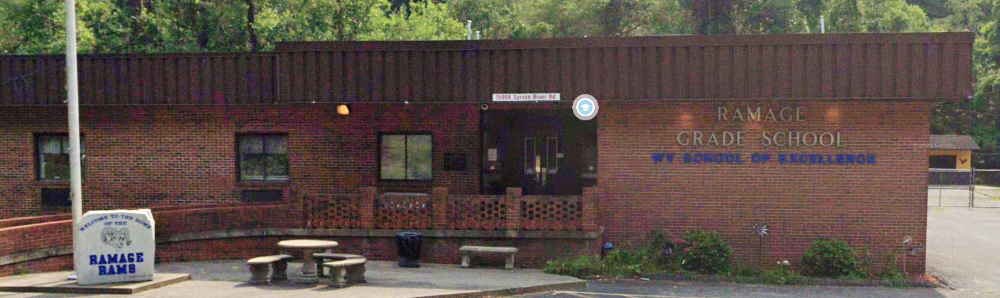 15908 Spruce River Rd.
RAMAGE
GRADE SCHOOL
WV SCHOOL OF EXCELLENCE
WELCOME TO THE HOME
OF THE
RAMAGE
RAMS